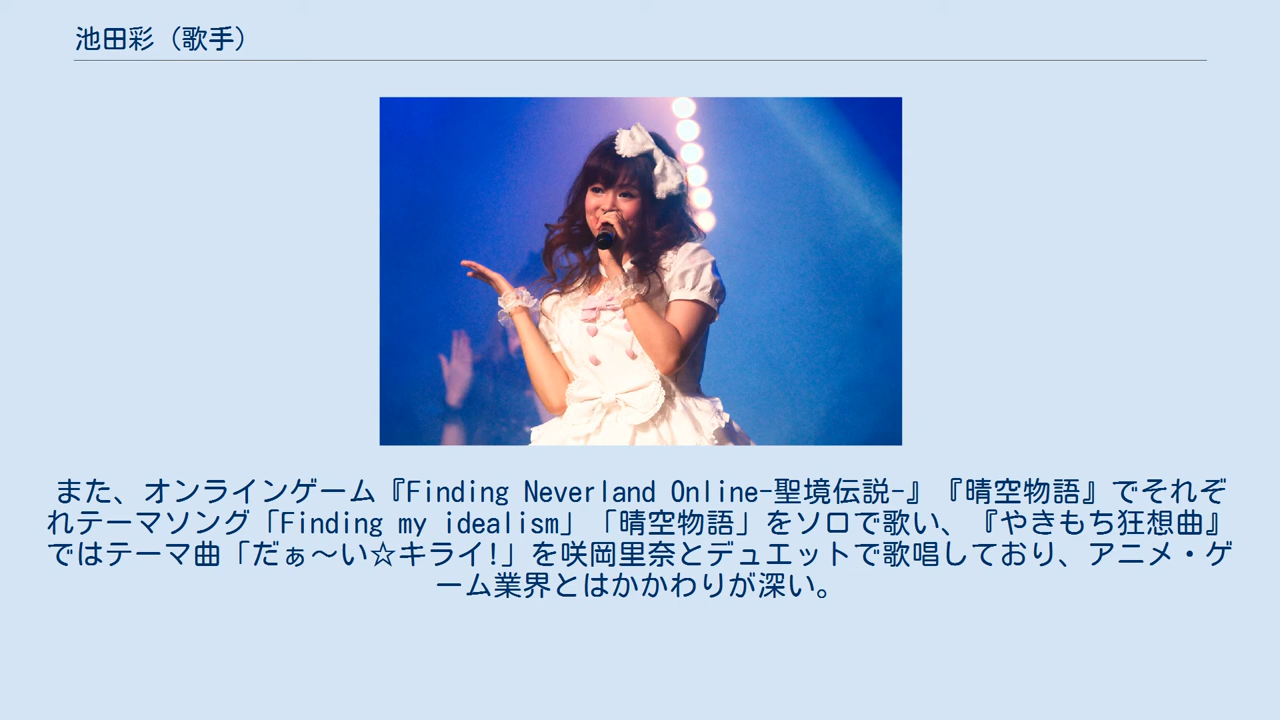 池田彩（歌手）
また、オンラインゲーム『Finding Neverland Online-聖境伝説-』『晴空物語』でそれぞ
れテーマソング「Finding my idealism」「晴空物語」をソロで歌い、『やきもち狂想曲』
ではテーマ曲「だぁ～い☆キライ!」を咲岡里奈とデュエットで歌唱しており、アニメ・ゲ
ーム業界とはかかわりが深い。